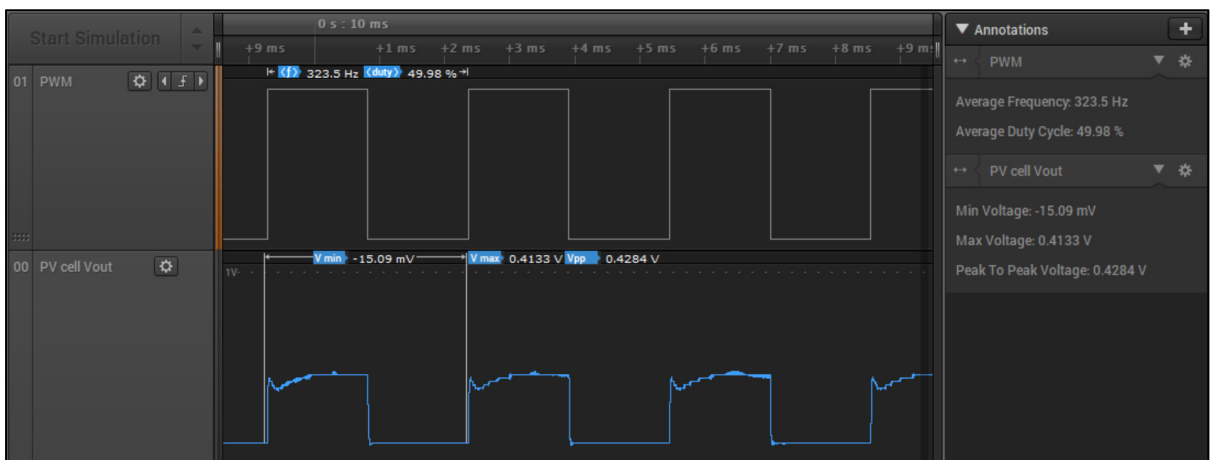 Start Simulation
0 s : 10 ms
+9 ms +1 ms +2 ms +3 ms +4 ms +5 ms +6 ms +7 ms +8 ms
01 PWM
⟨f⟩ 323.5 Hz ⟨duty⟩ 49.98 %
00 PV cell Vout
V min -15.09 mV V max 0.4133 V Vpp 0.4284 V
1V
Annotations
PWM
Average Frequency: 323.5 Hz
Average Duty Cycle: 49.98 %
PV cell Vout
Min Voltage: -15.09 mV
Max Voltage: 0.4133 V
Peak To Peak Voltage: 0.4284 V